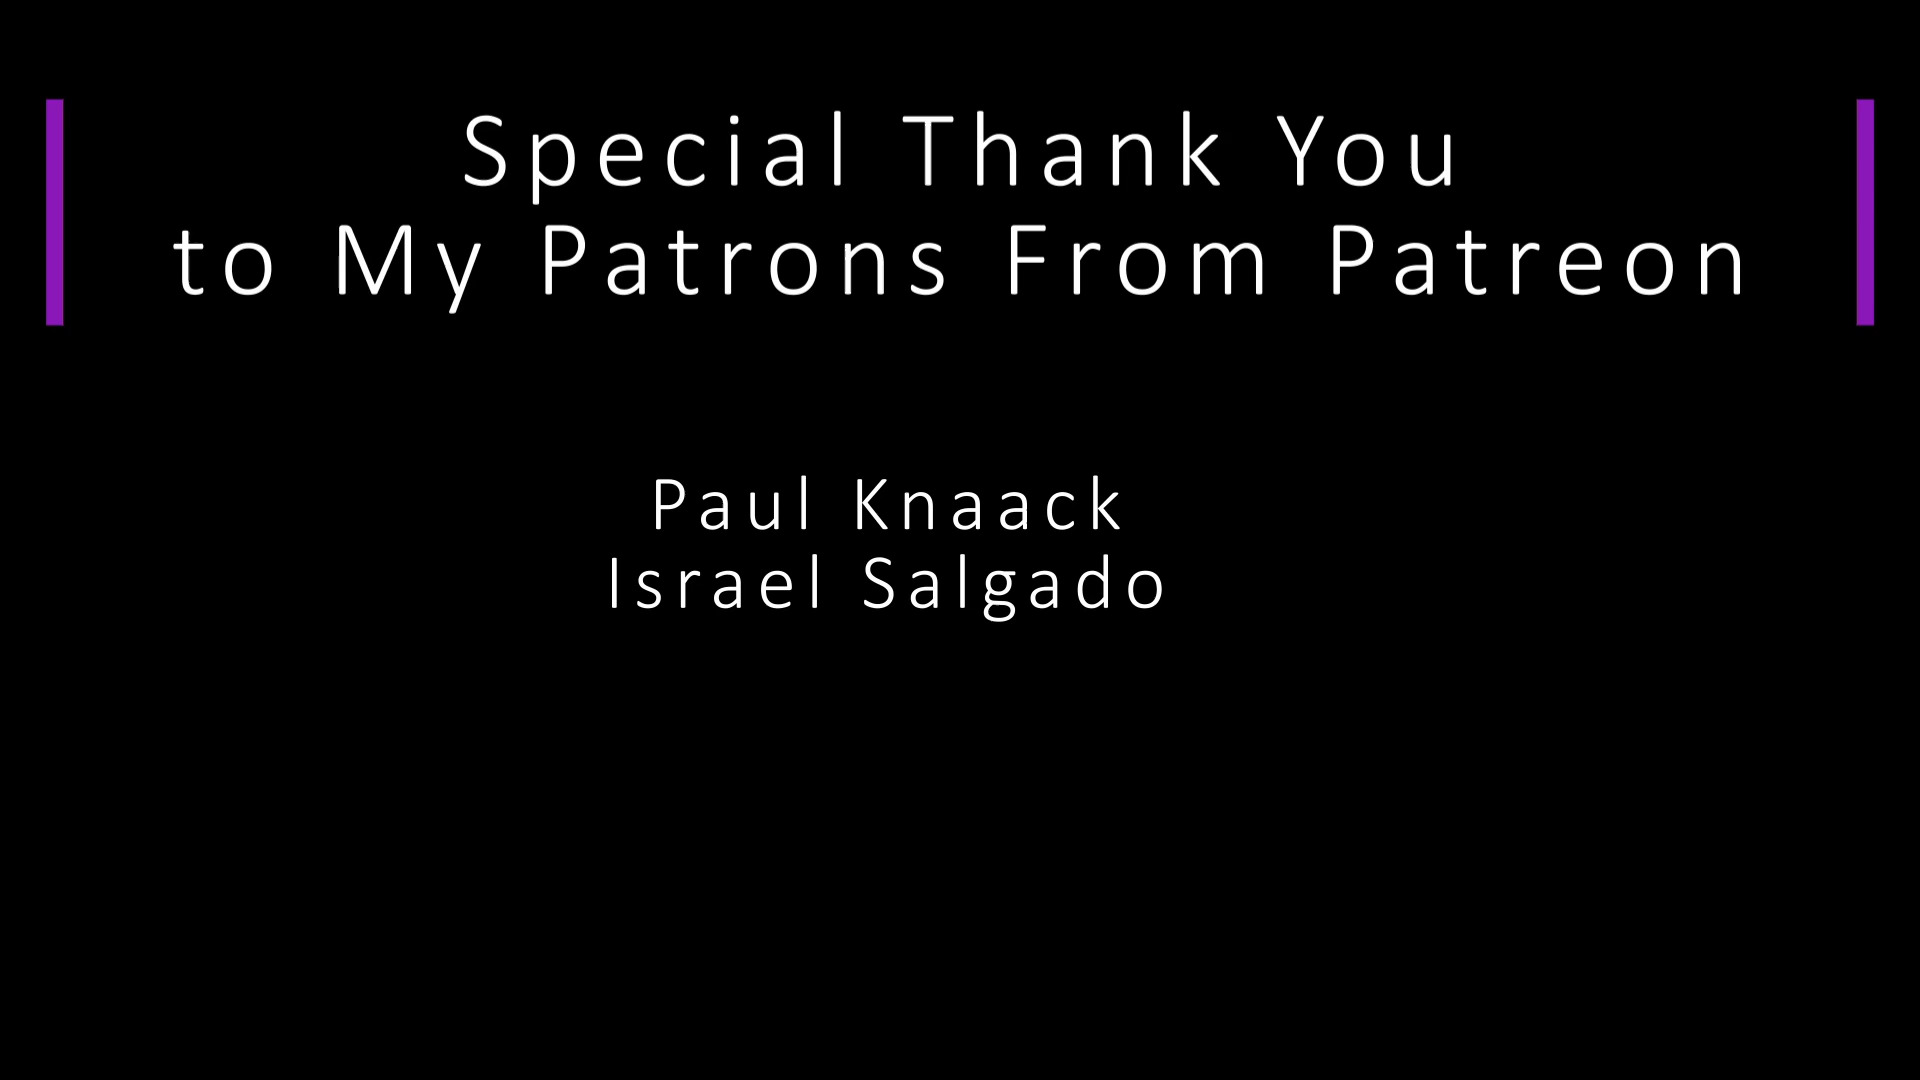 Special Thank You
to My Patrons From Patreon
Paul Knaack
Israel Salgado